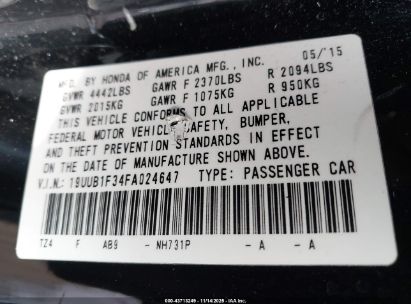 MFD. BY HONDA OF AMERICA MFG., INC. 05/15
GVWR 4442LBS GAWR F 2370LBS R 2094LBS
GVWR 2015KG GAWR F 1075KG R 950KG
THIS VEHICLE CONFORMS TO ALL APPLICABLE
FEDERAL MOTOR VEHICLE SAFETY, BUMPER,
AND THEFT PREVENTION STANDARDS IN EFFECT
ON THE DATE OF MANUFACTURE SHOWN ABOVE.
V.I.N.: 19UUB1F34FA024647 TYPE: PASSENGER CAR
TZ4 F AB9 - NH731P - A - A